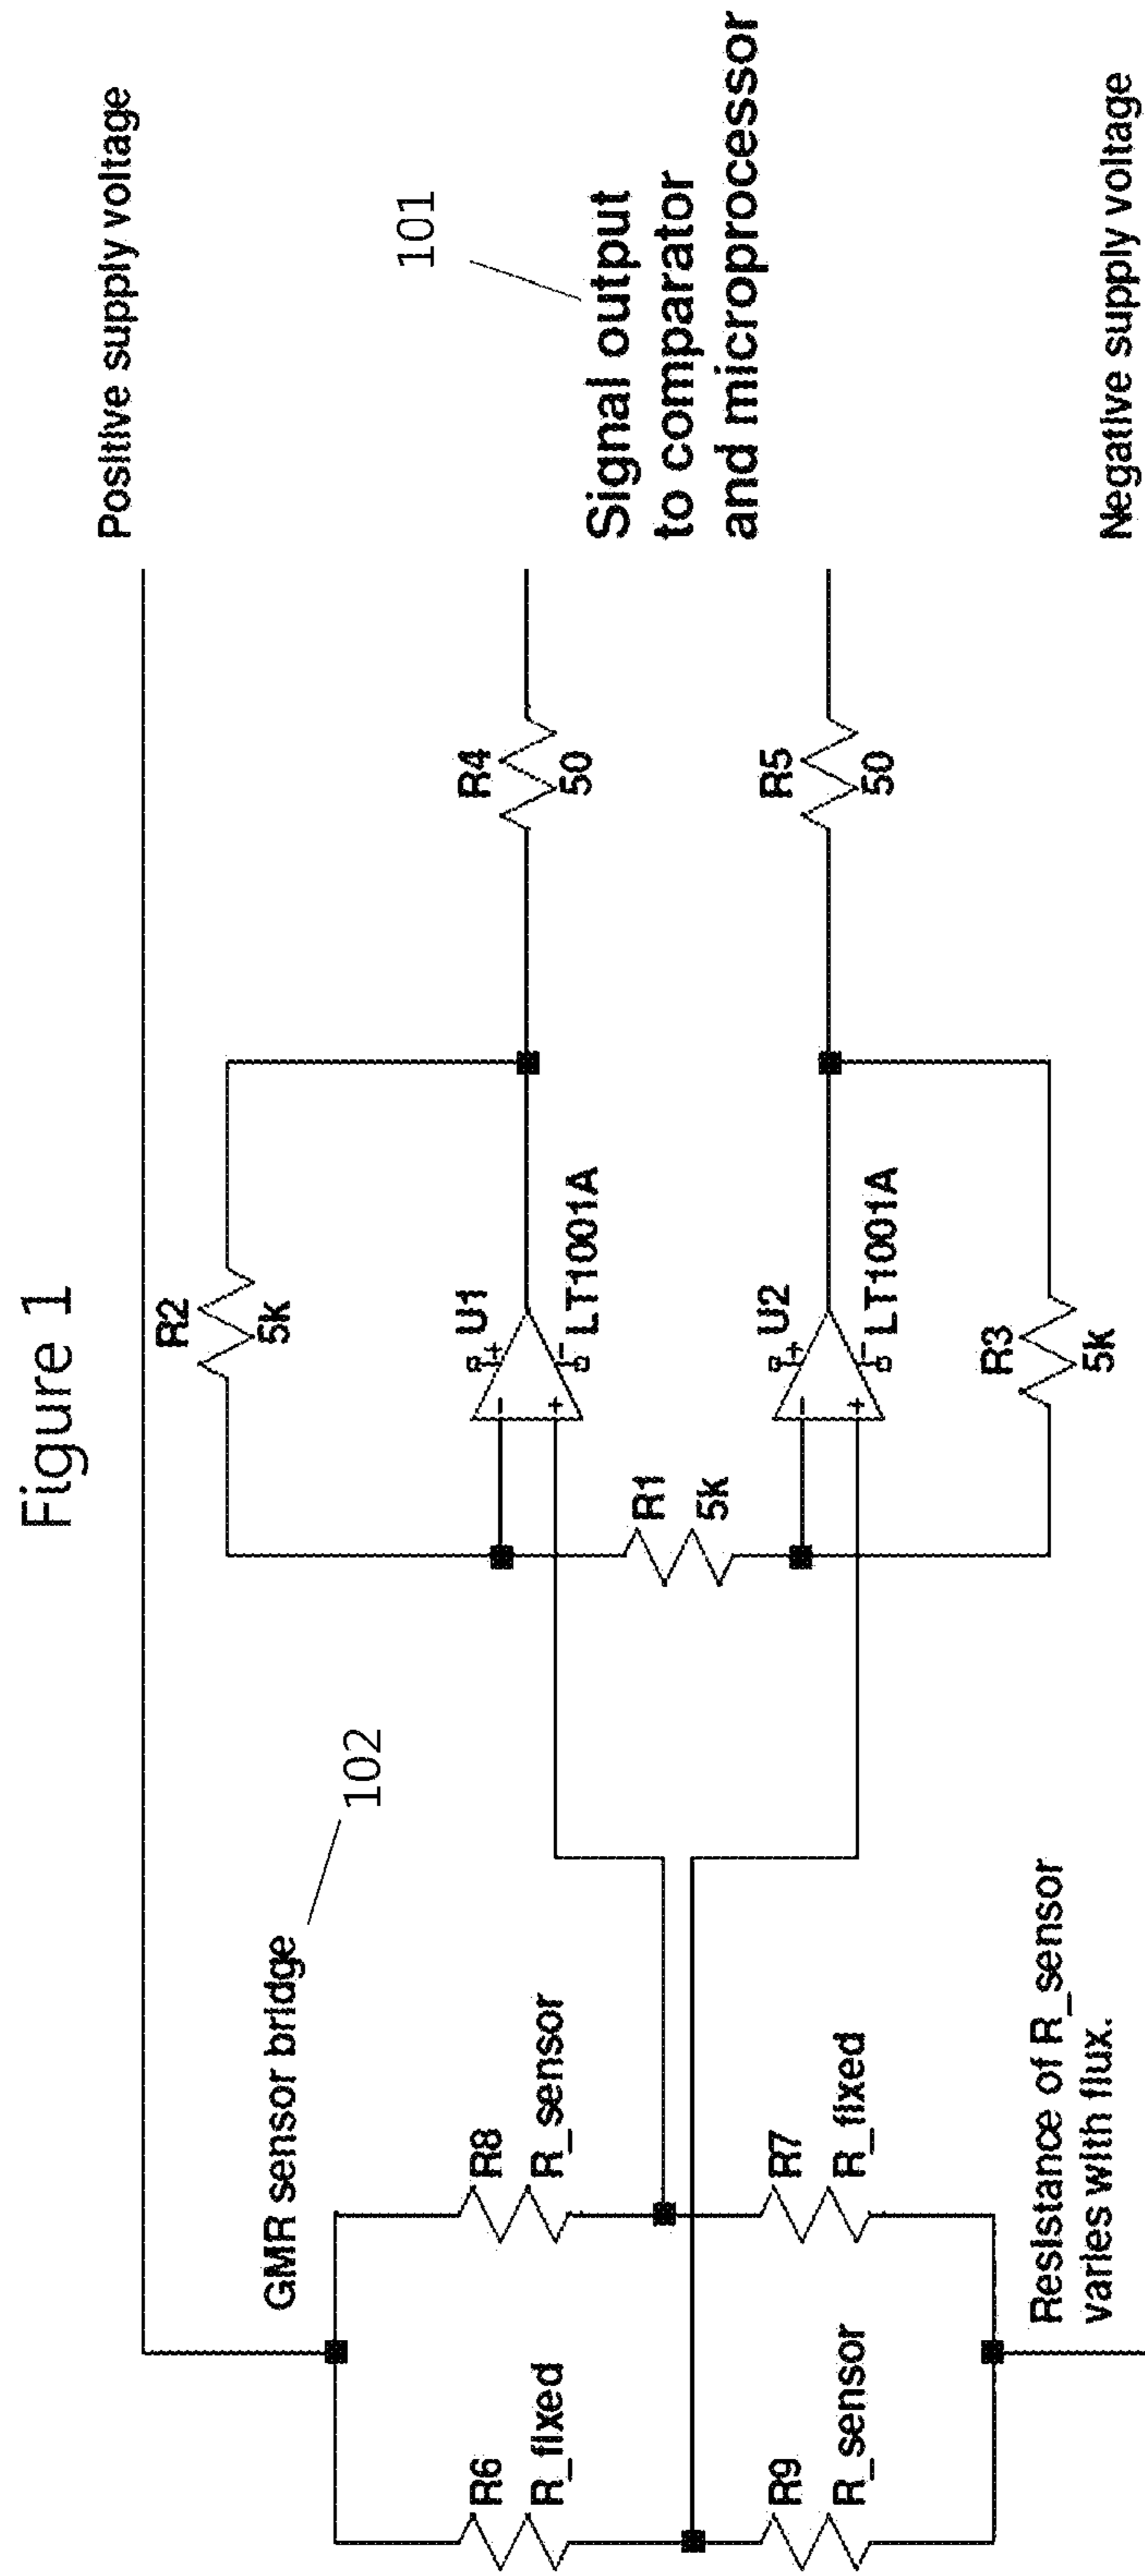 Figure 1
Positive supply voltage
GMR sensor bridge
102
R2
5k
101
R6
R_fixed
R8
R_sensor
U1
LT1001A
R4
50
Signal output
to comparator
and microprocessor
R1
5k
R9
R_sensor
R7
R_fixed
U2
LT1001A
R5
50
R3
5k
Resistance of R_sensor
varies with flux.
Negative supply voltage